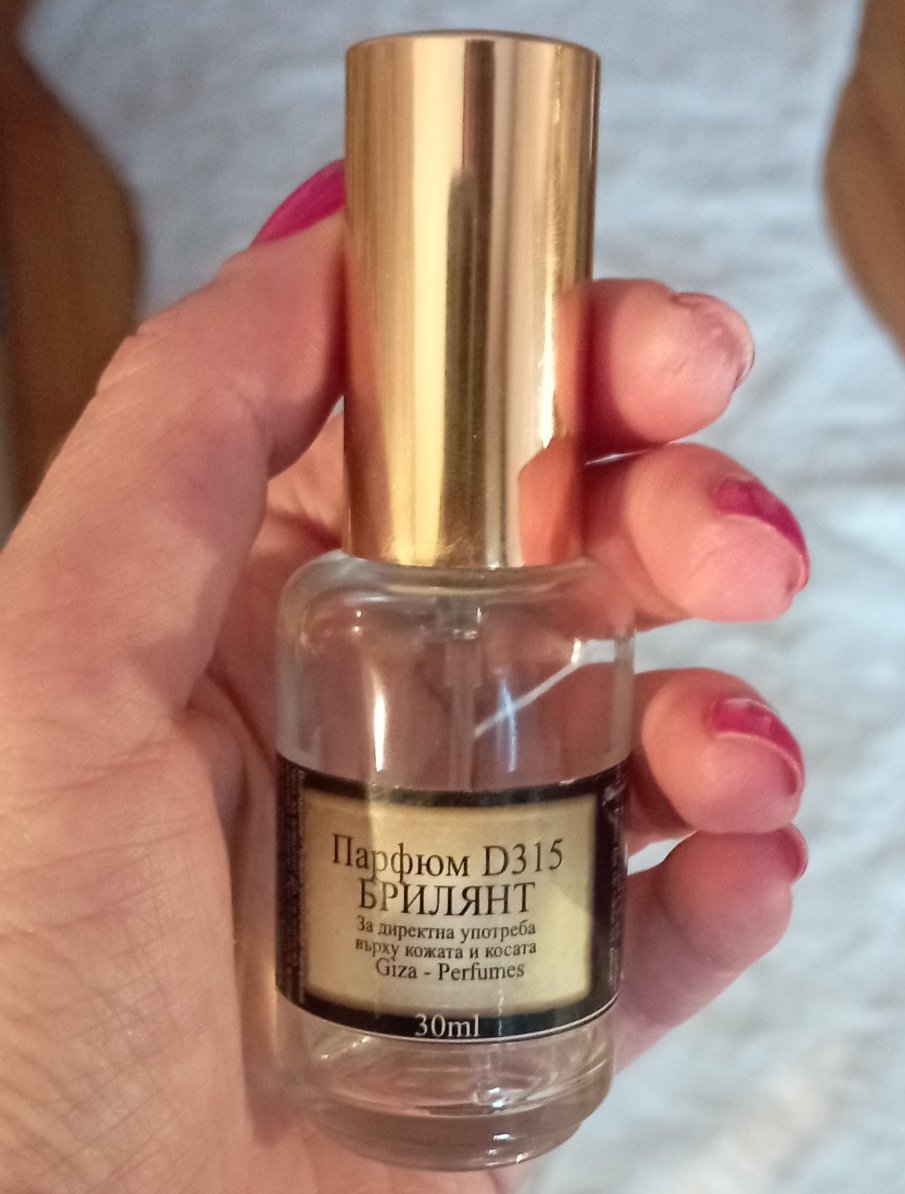 Парфюм D315
БРИЛЯНТ
За директна употреба
върху кожата и косата
Giza - Perfumes
30ml